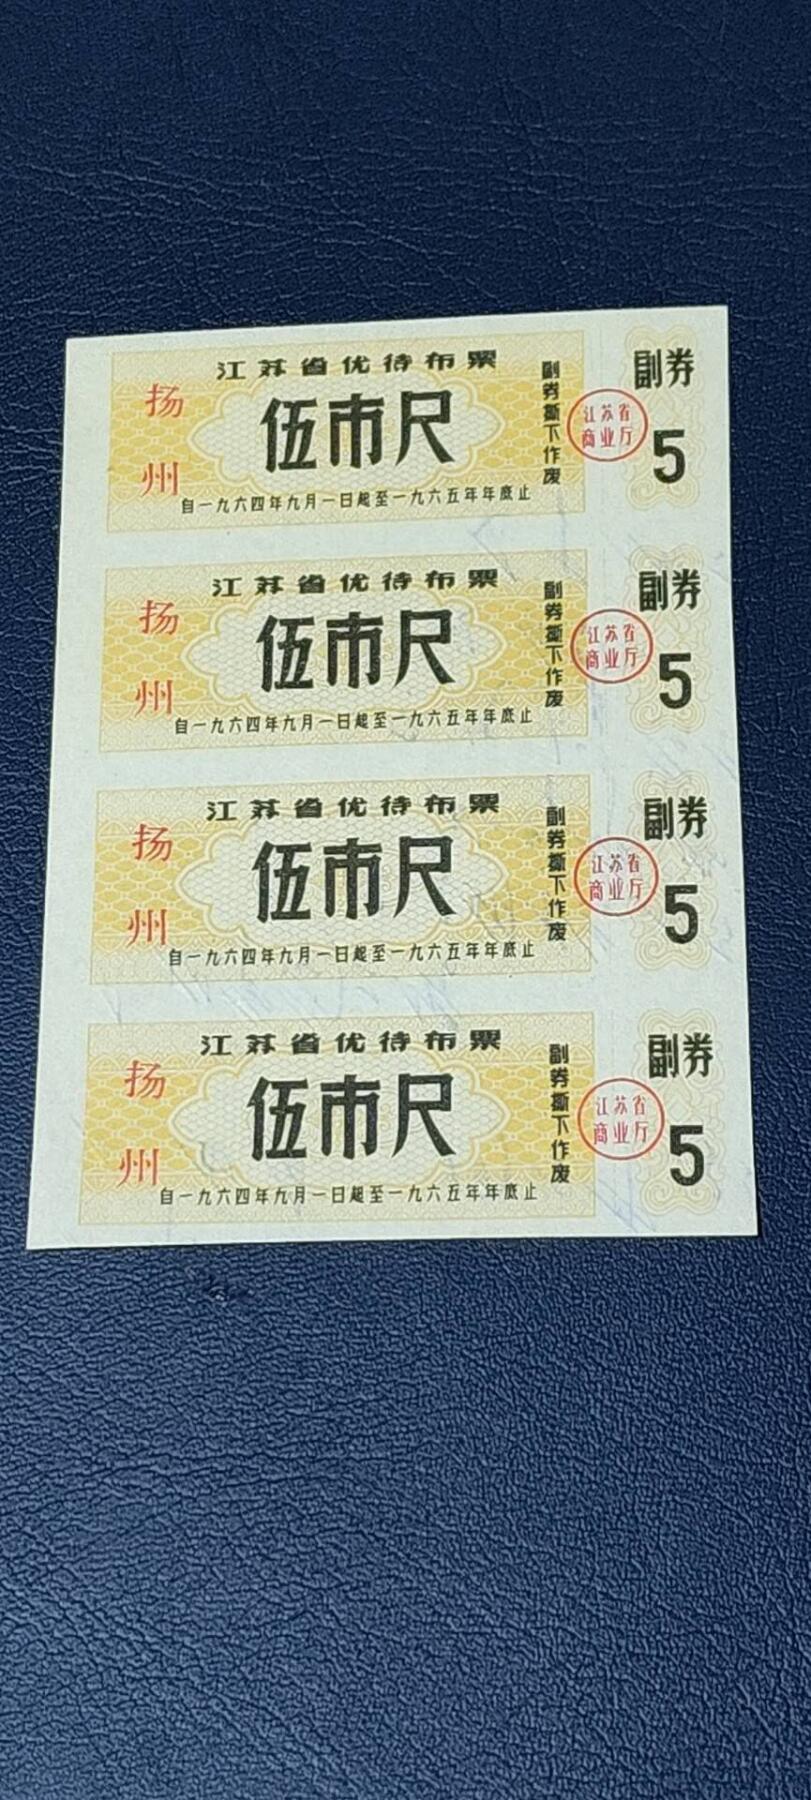 江苏省优待布票
扬州
伍市尺
自一九六四年九月一日起至一九六五年年底止
副券撕下作废
江苏省
商业厅
副券
5
江苏省优待布票
扬州
伍市尺
自一九六四年九月一日起至一九六五年年底止
副券撕下作废
江苏省
商业厅
副券
5
江苏省优待布票
扬州
伍市尺
自一九六四年九月一日起至一九六五年年底止
副券撕下作废
江苏省
商业厅
副券
5
江苏省优待布票
扬州
伍市尺
自一九六四年九月一日起至一九六五年年底止
副券撕下作废
江苏省
商业厅
副券
5